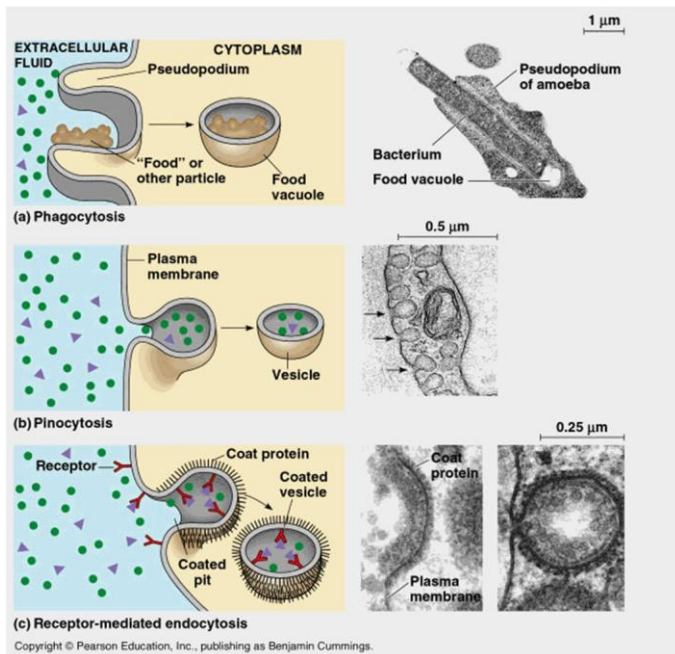 1 µm
EXTRACELLULAR
FLUID
CYTOPLASM
Pseudopodium
"Food" or
other particle
Food
vacuole
Pseudopodium
of amoeba
Bacterium
Food vacuole
(a) Phagocytosis
0.5 µm
Plasma
membrane
Vesicle
(b) Pinocytosis
0.25 µm
Receptor
Coat protein
Coated
vesicle
Coated
pit
Coat
protein
Plasma
membrane
(c) Receptor-mediated endocytosis
Copyright © Pearson Education, Inc., publishing as Benjamin Cummings.